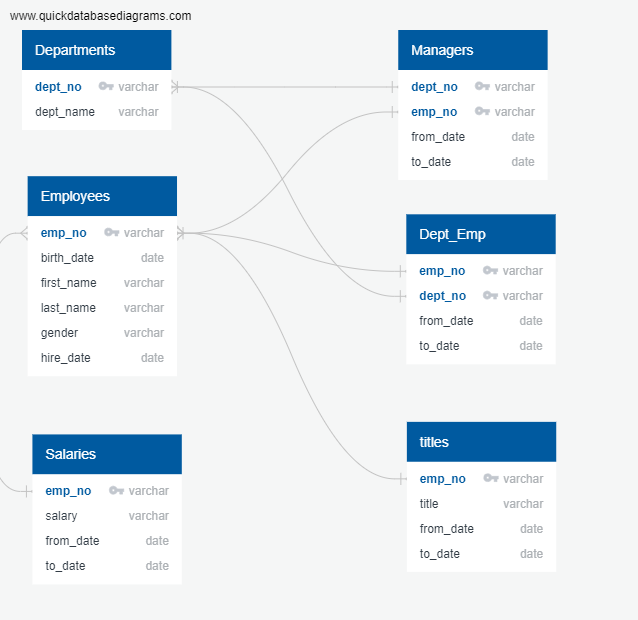 www.quickdatabasediagrams.com
Departments
dept_no varchar
dept_name varchar
Managers
dept_no varchar
emp_no varchar
from_date date
to_date date
Employees
emp_no varchar
birth_date date
first_name varchar
last_name varchar
gender varchar
hire_date date
Dept_Emp
emp_no varchar
dept_no varchar
from_date date
to_date date
Salaries
emp_no varchar
salary varchar
from_date date
to_date date
titles
emp_no varchar
title varchar
from_date date
to_date date